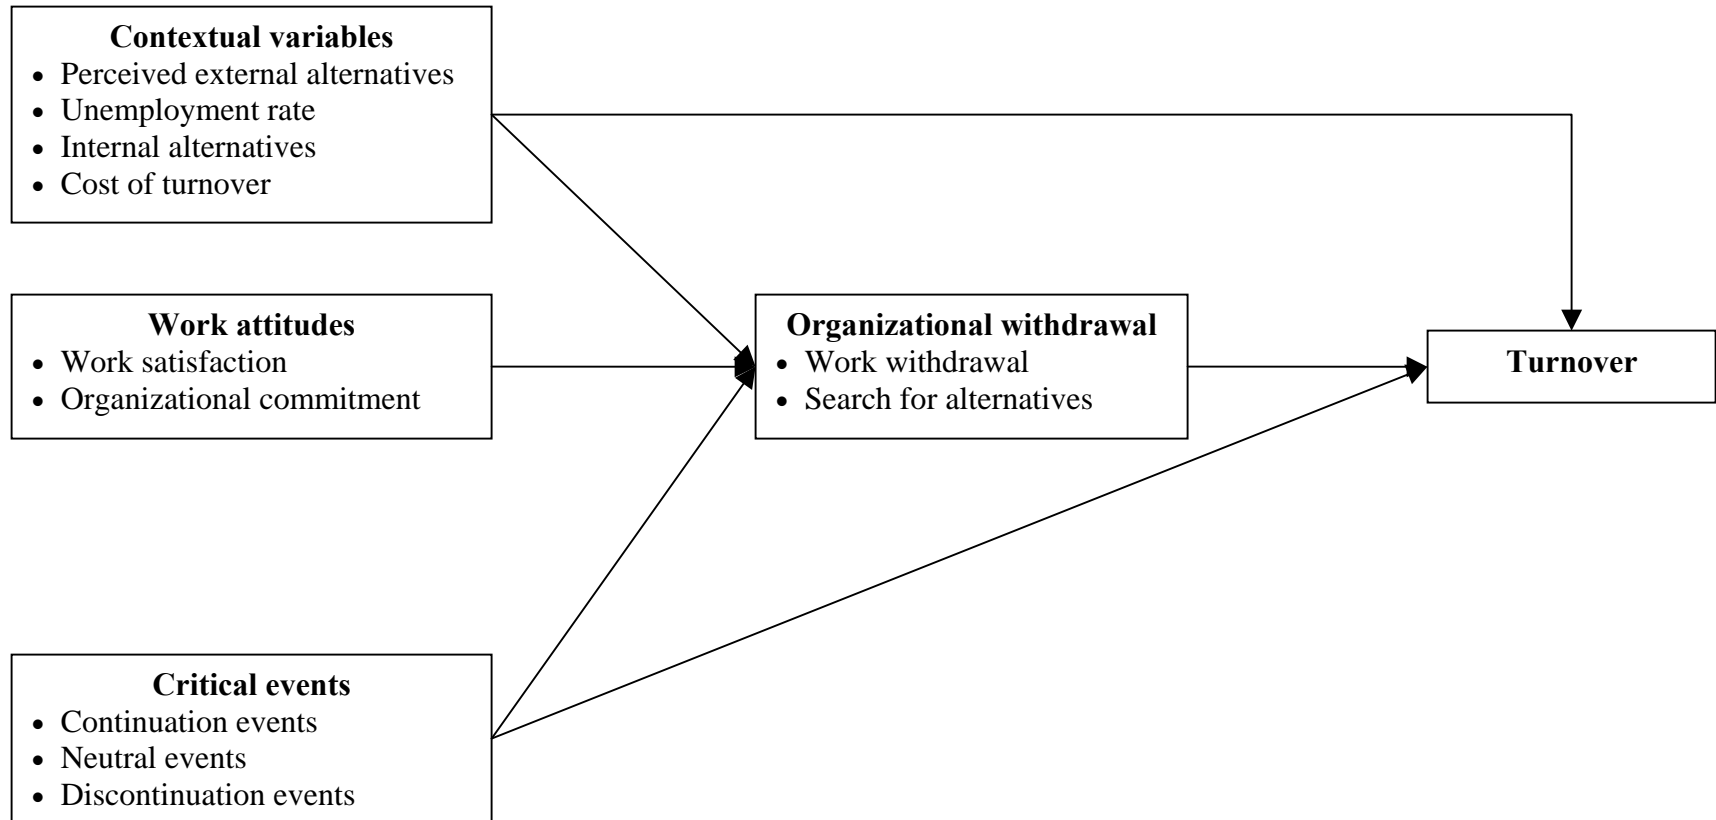 Contextual variables
• Perceived external alternatives
• Unemployment rate
• Internal alternatives
• Cost of turnover
Work attitudes
• Work satisfaction
• Organizational commitment
Organizational withdrawal
• Work withdrawal
• Search for alternatives
Turnover
Critical events
• Continuation events
• Neutral events
• Discontinuation events